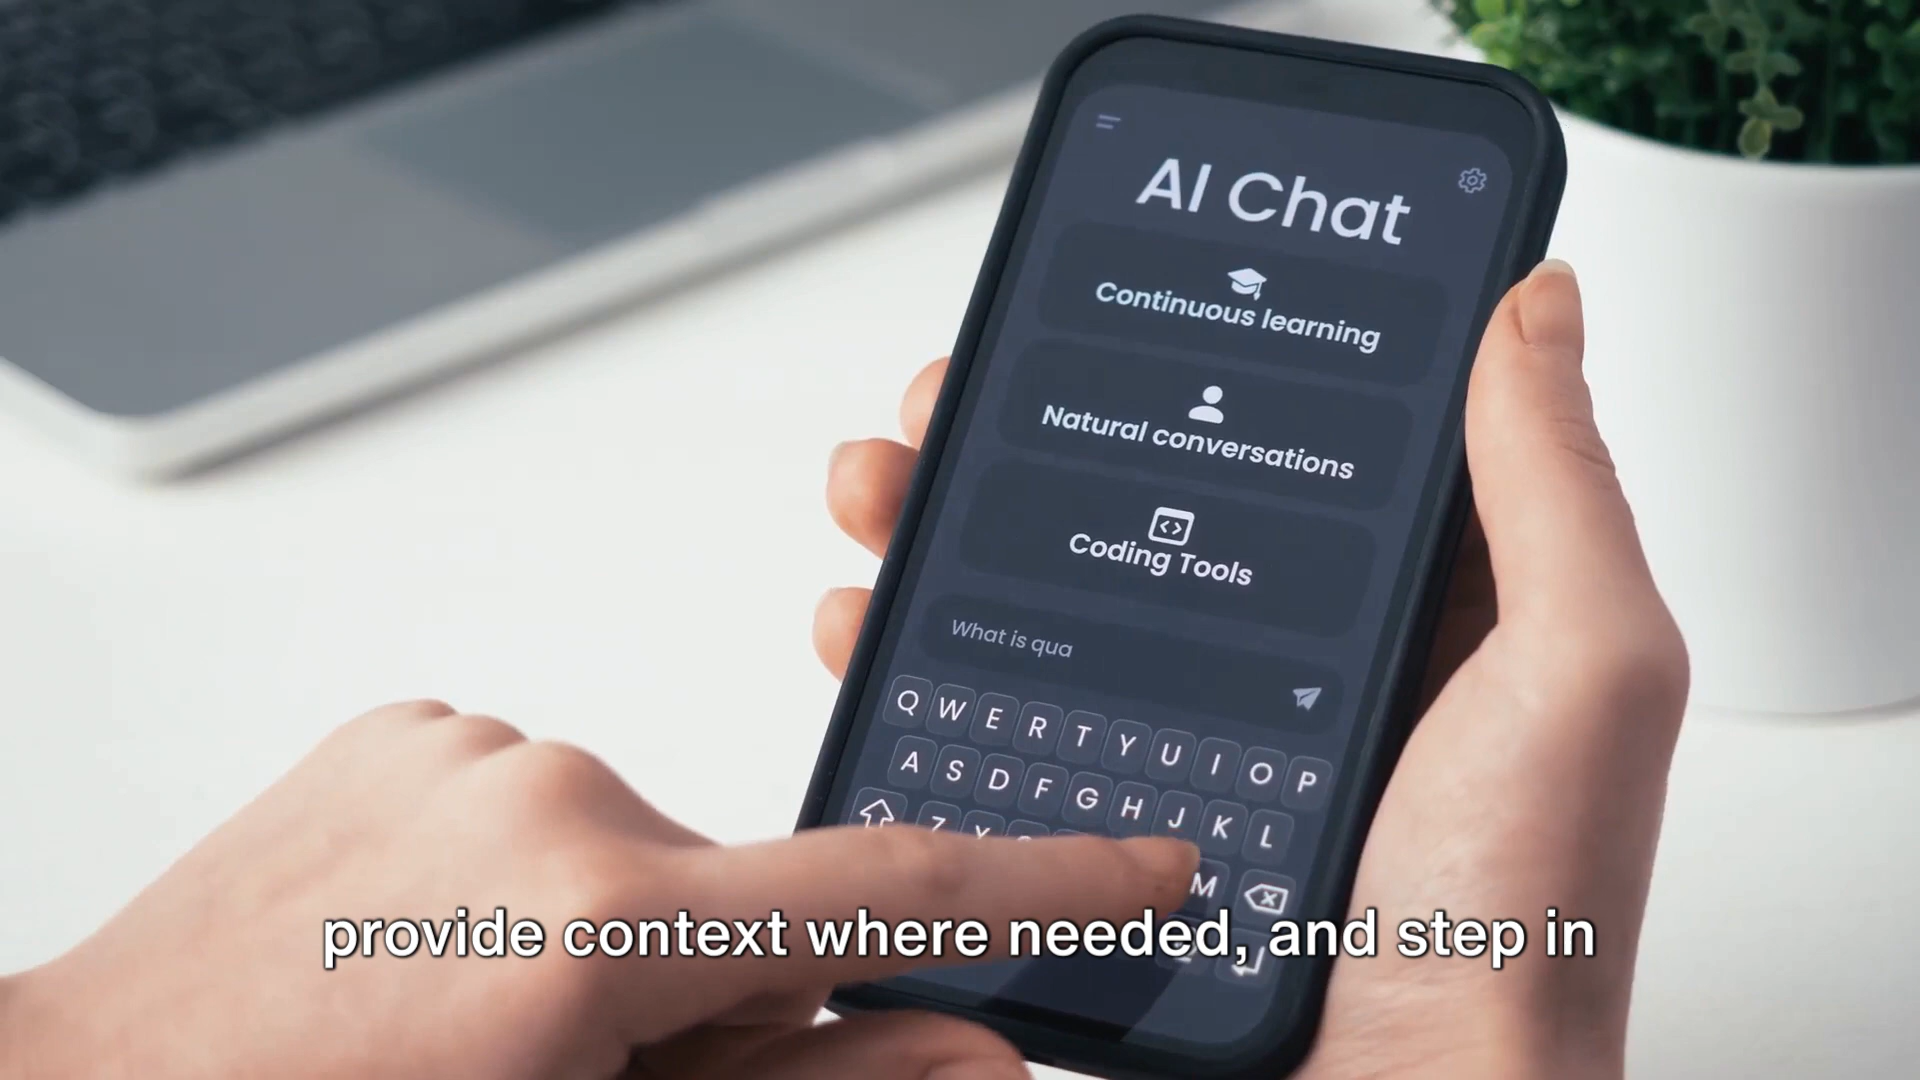 AI Chat
Continuous learning
Natural conversations
Coding Tools
What is qua
Q W E R T Y U I O P
A S D F G H J K L
Z X M
provide context where needed, and step in